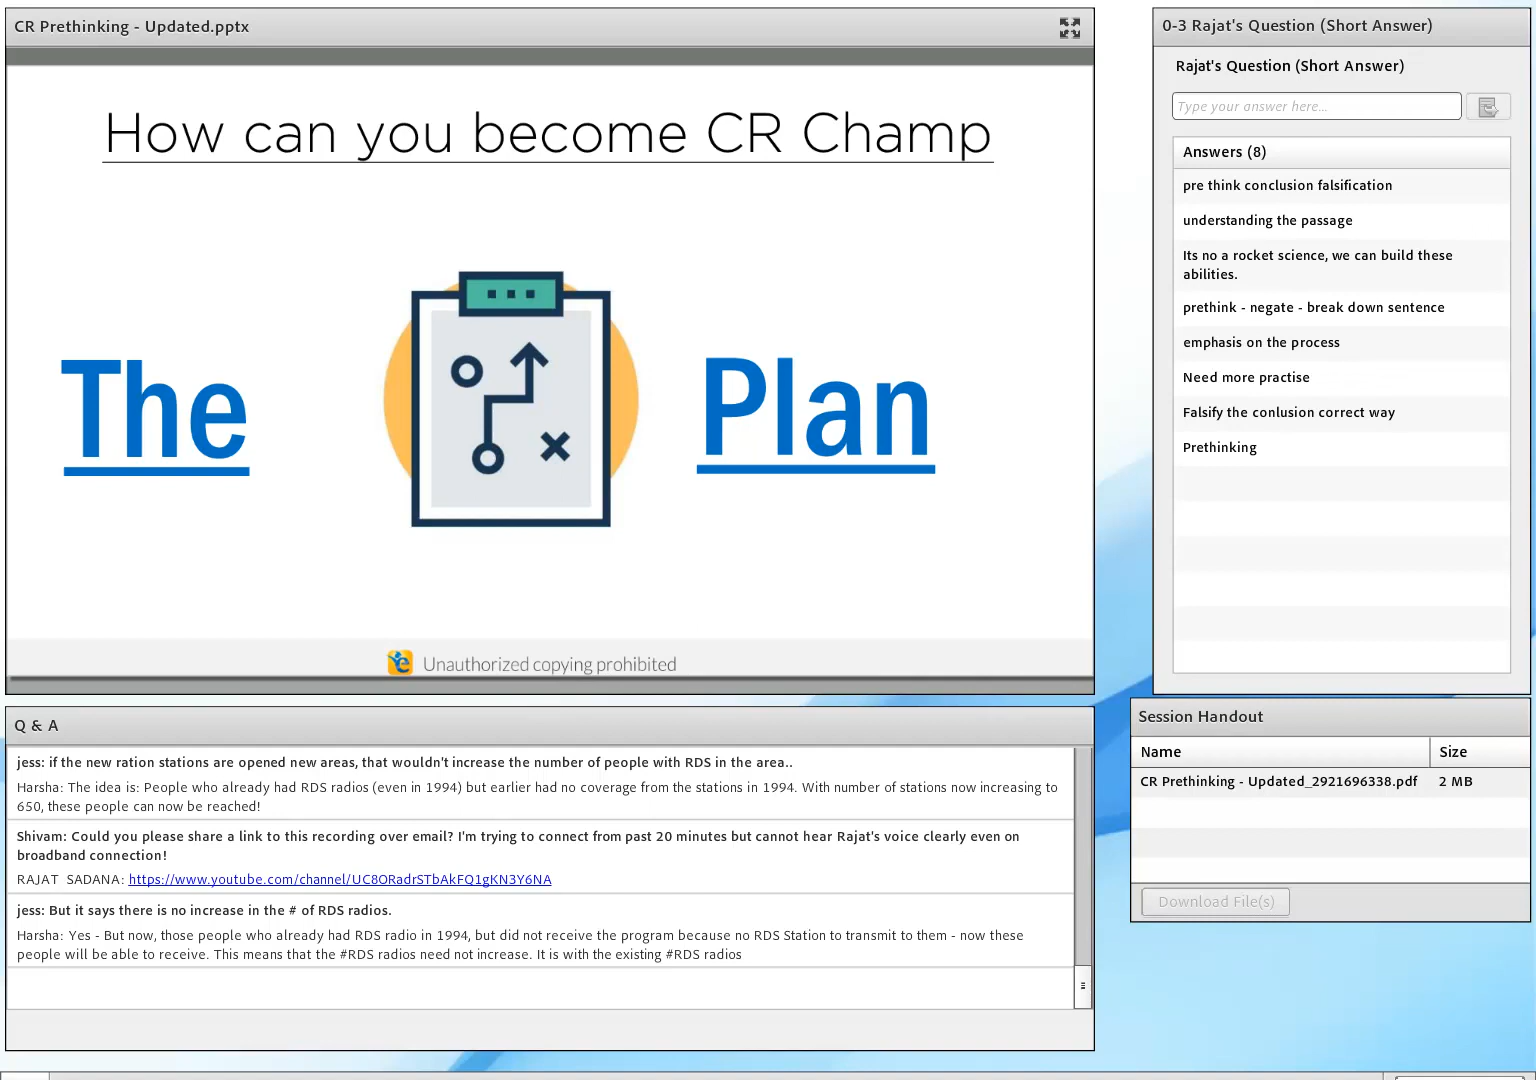 CR Prethinking - Updated.pptx
How can you become CR Champ
The
Plan
Unauthorized copying prohibited
0-3 Rajat's Question (Short Answer)
Rajat's Question (Short Answer)
Type your answer here...
Answers (8)
pre think conclusion falsification
understanding the passage
Its no a rocket science, we can build these
abilities.
prethink - negate - break down sentence
emphasis on the process
Need more practise
Falsify the conlusion correct way
Prethinking
Q & A
jess: if the new ration stations are opened new areas, that wouldn't increase the number of people with RDS in the area..
Harsha: The idea is: People who already had RDS radios (even in 1994) but earlier had no coverage from the stations in 1994. With number of stations now increasing to
650, these people can now be reached!
Shivam: Could you please share a link to this recording over email? I'm trying to connect from past 20 minutes but cannot hear Rajat's voice clearly even on
broadband connection!
RAJAT SADANA: https://www.youtube.com/channel/UC8ORadrSTbAkFQ1gKN3Y6NA
jess: But it says there is no increase in the # of RDS radios.
Harsha: Yes - But now, those people who already had RDS radio in 1994, but did not receive the program because no RDS Station to transmit to them - now these
people will be able to receive. This means that the #RDS radios need not increase. It is with the existing #RDS radios
Session Handout
Name
Size
CR Prethinking - Updated_2921696338.pdf
2 MB
Download File(s)